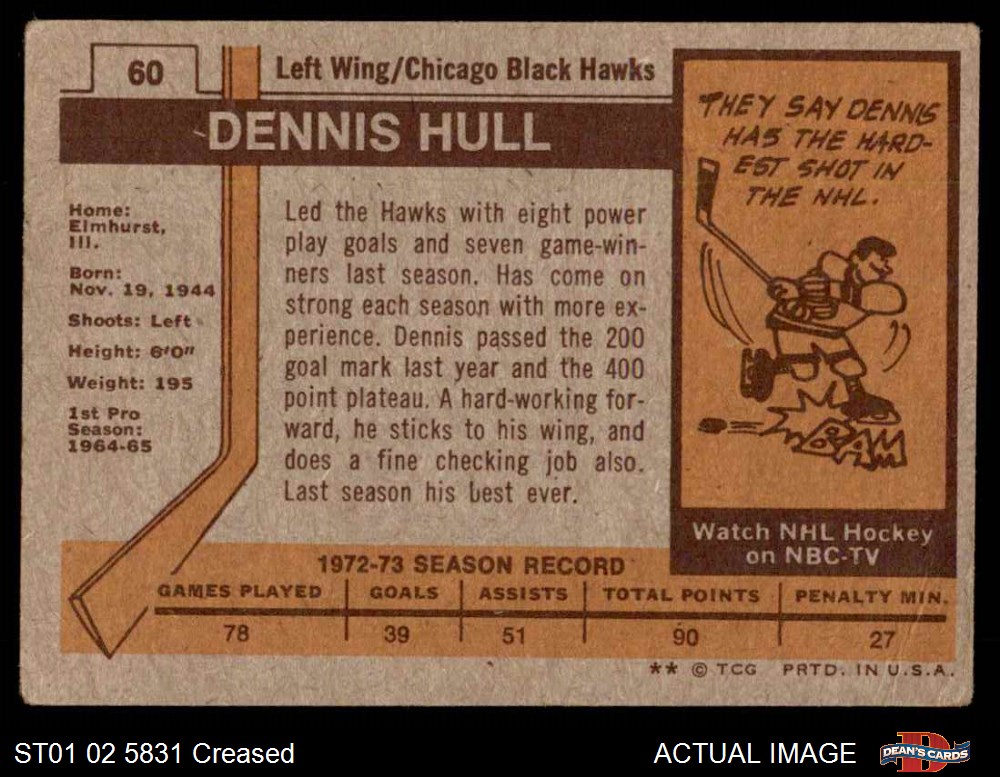 60
Left Wing/Chicago Black Hawks
DENNIS HULL
Home:
Elmhurst,
Ill.
Born:
Nov. 19, 1944
Shoots: Left
Height: 6'0"
Weight: 195
1st Pro
Season:
1964-65
Led the Hawks with eight power
play goals and seven game-win-
ners last season. Has come on
strong each season with more ex-
perience. Dennis passed the 200
goal mark last year and the 400
point plateau. A hard-working for-
ward, he sticks to his wing, and
does a fine checking job also.
Last season his best ever.
THEY SAY DENNIS
HAS THE HARD-
EST SHOT IN
THE NHL.
BAM
Watch NHL Hockey
on NBC-TV
1972-73 SEASON RECORD
GAMES PLAYED GOALS ASSISTS TOTAL POINTS PENALTY MIN.
78 39 51 90 27
** © TCG PRTD. IN U.S.A.
ST01 02 5831 Creased
ACTUAL IMAGE
DEAN'S CARDS